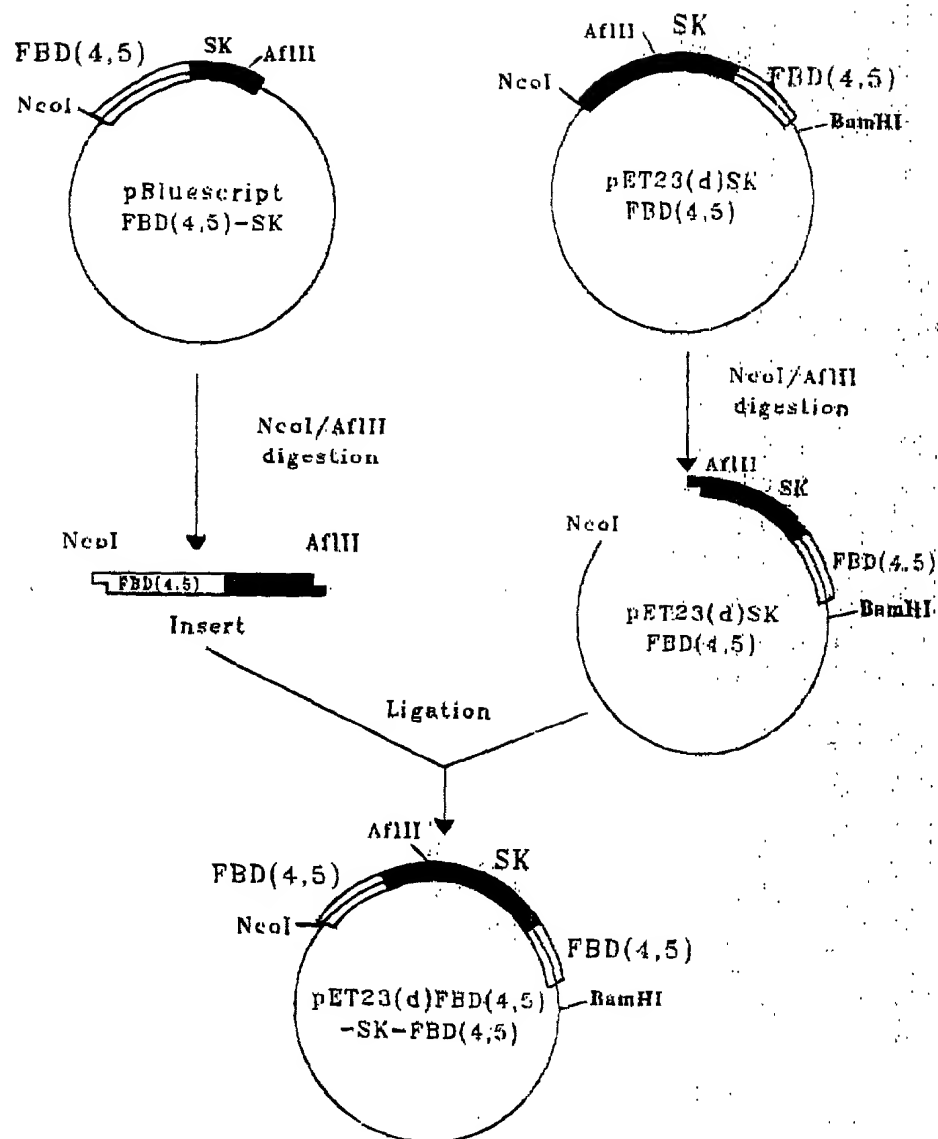 FBD(4,5)
SK
AflII
NcoI
pBluescript
FBD(4,5)-SK
AflII
SK
NcoI
FBD(4,5)
BamHI
pET23(d)SK
FBD(4,5)
NcoI/AflII
digestion
NcoI/AflII
digestion
NcoI
AflII
FBD(4,5)
Insert
AflII
SK
NcoI
FBD(4,5)
BamHI
pET23(d)SK
FBD(4,5)
Ligation
AflII
SK
FBD(4,5)
NcoI
FBD(4,5)
BamHI
pET23(d)FBD(4,5)
-SK-FBD(4,5)